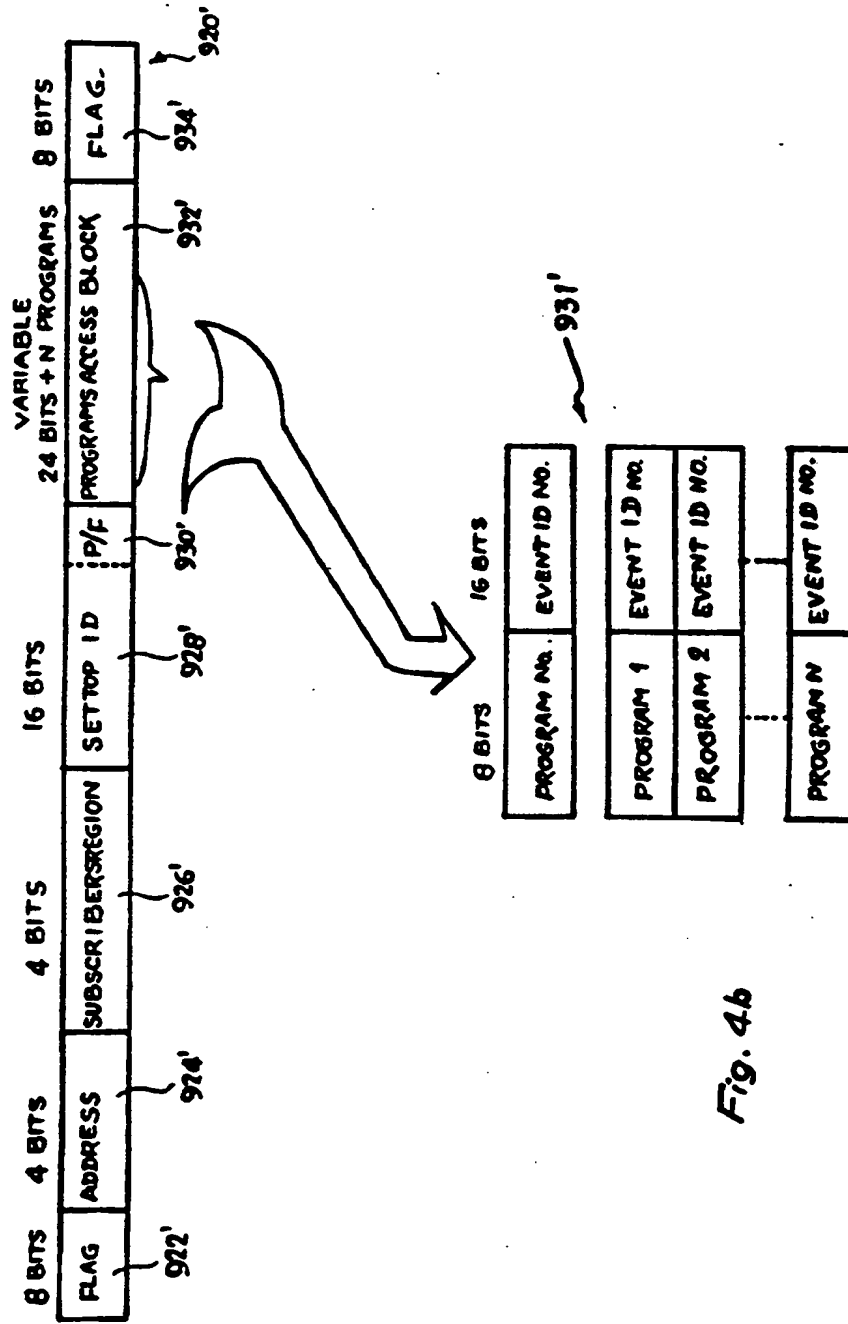 VARIABLE
8 BITS 4 BITS 4 BITS 16 BITS 24 BITS + N PROGRAMS 8 BITS
FLAG ADDRESS SUBSCRIBERSREGION SETTOP ID P/F PROGRAMS ACCESS BLOCK FLAG.
922' 924' 926' 928' 930' 932' 934' 920'
8 BITS 16 BITS
PROGRAM NO. EVENT ID NO. 931'
PROGRAM 1 EVENT ID NO.
PROGRAM 2 EVENT ID NO.
PROGRAM N EVENT ID NO.
Fig. 4b